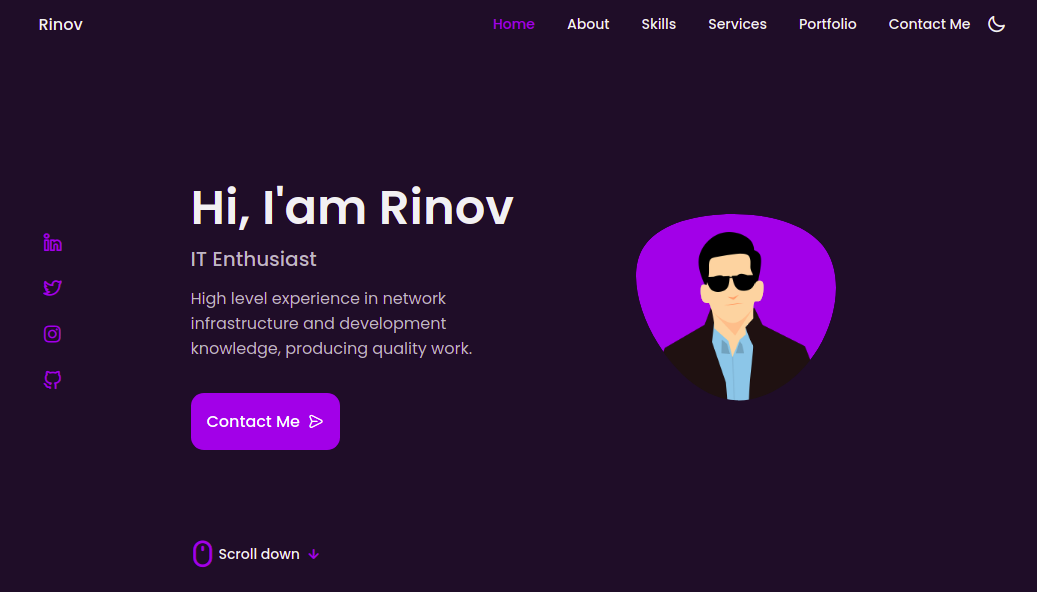 Rinov
Home About Skills Services Portfolio Contact Me
Hi, I'am Rinov
IT Enthusiast
High level experience in network
infrastructure and development
knowledge, producing quality work.
Contact Me
Scroll down